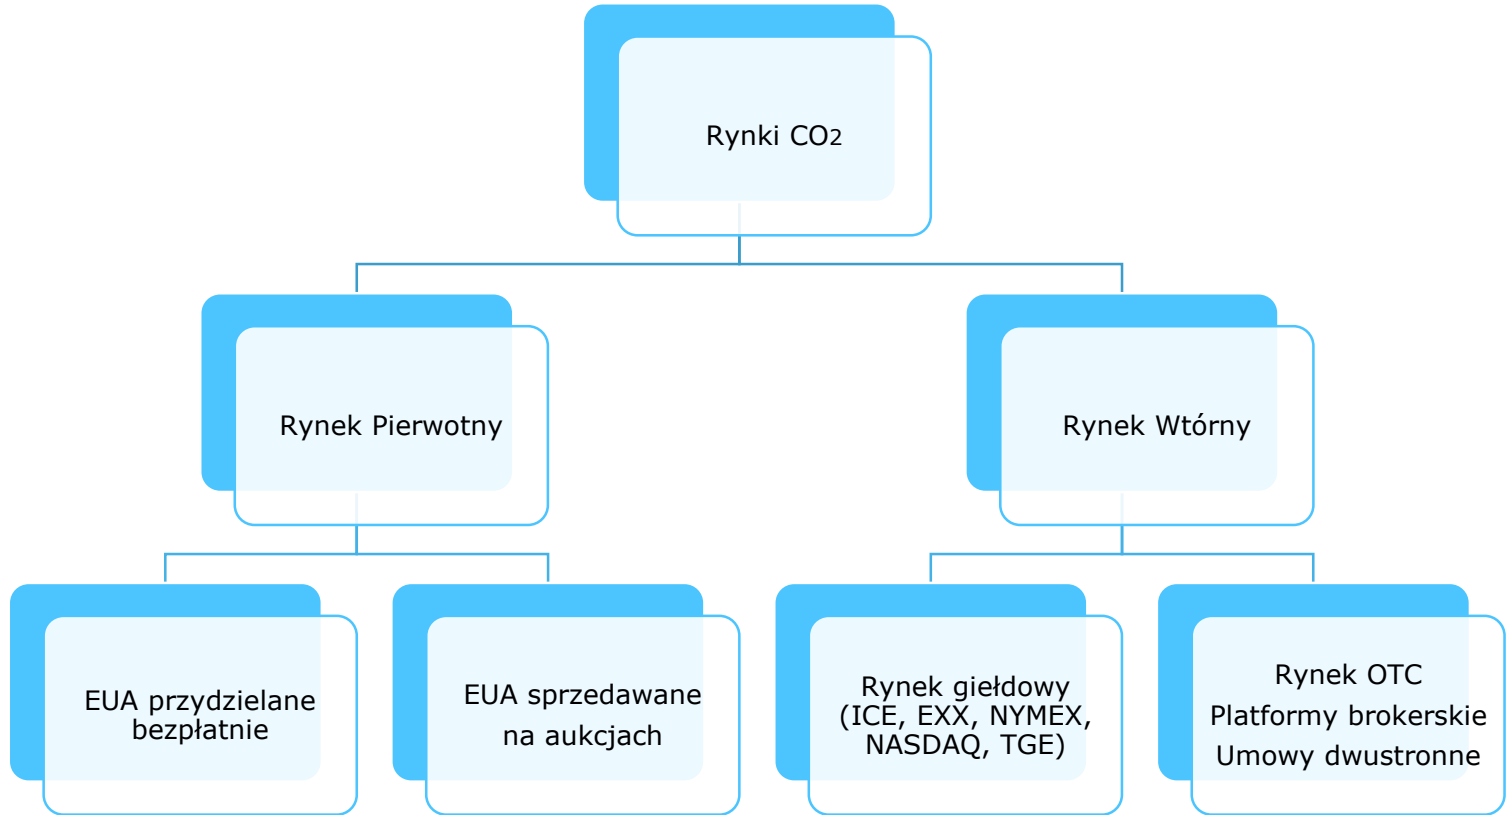 Rynki CO2
Rynek Pierwotny
Rynek Wtórny
EUA przydzielane
bezpłatnie
EUA sprzedawane
na aukcjach
Rynek giełdowy
(ICE, EXX, NYMEX,
NASDAQ, TGE)
Rynek OTC
Platformy brokerskie
Umowy dwustronne